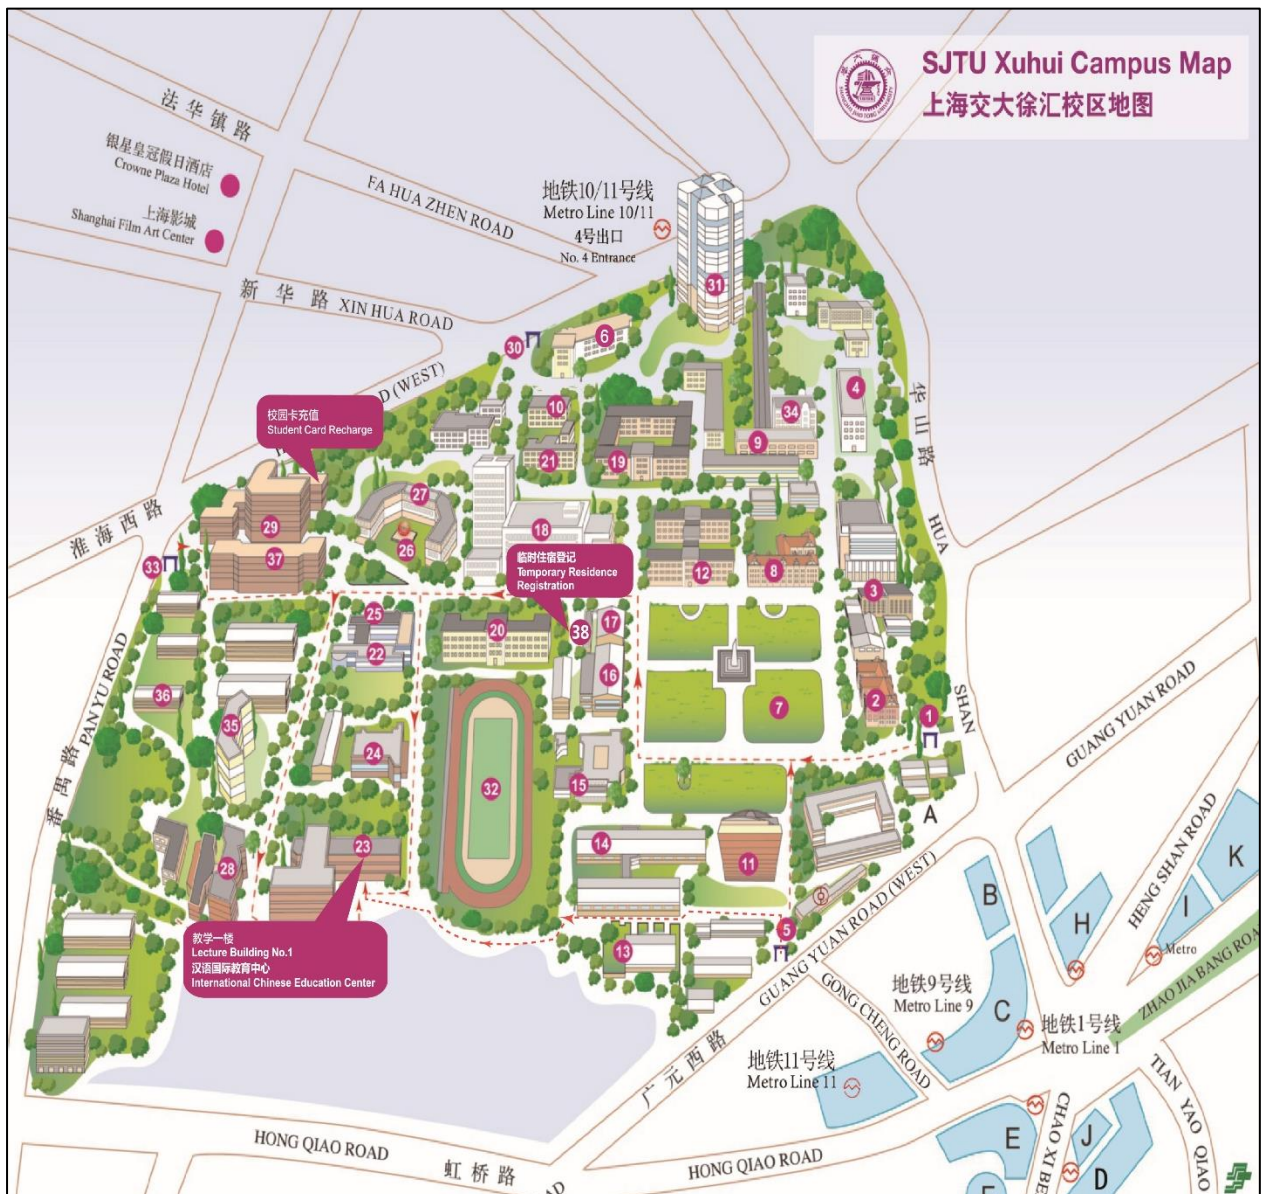 SJTU Xuhui Campus Map
上海交大徐汇校区地图
法华镇路
银星皇冠假日酒店
Crowne Plaza Hotel
上海影城
Shanghai Film Art Center
FA HUA ZHEN ROAD
地铁10/11号线
Metro Line 10/11
4号出口
No. 4 Entrance
新华路 XIN HUA ROAD
D (WEST)
校园卡充值
Student Card Recharge
淮海西路
华山路
HUA
SHAN
31
30
6
10
34
4
9
21
19
27
29
18
26
33
37
临时住宿登记
Temporary Residence
Registration
12
8
3
25
20
38
17
22
16
36
35
7
2
1
24
15
32
PAN YU ROAD
番禺路
GUANG YUAN ROAD
14
23
11
28
A
5
13
教学一楼
Lecture Building No.1
汉语国际教育中心
International Chinese Education Center
GUANG YUAN ROAD (WEST)
广元西路
HENG SHAN ROAD
K
B
H
I
Metro
ZHAO JIA BANG ROA
地铁9号线
Metro Line 9
C
地铁1号线
Metro Line 1
GONG CHENG ROAD
地铁11号线
Metro Line 11
TIAN YAO QIAO
CHAO XI BE
E
J
D
HONG QIAO ROAD
虹桥路
HONG QIAO ROAD